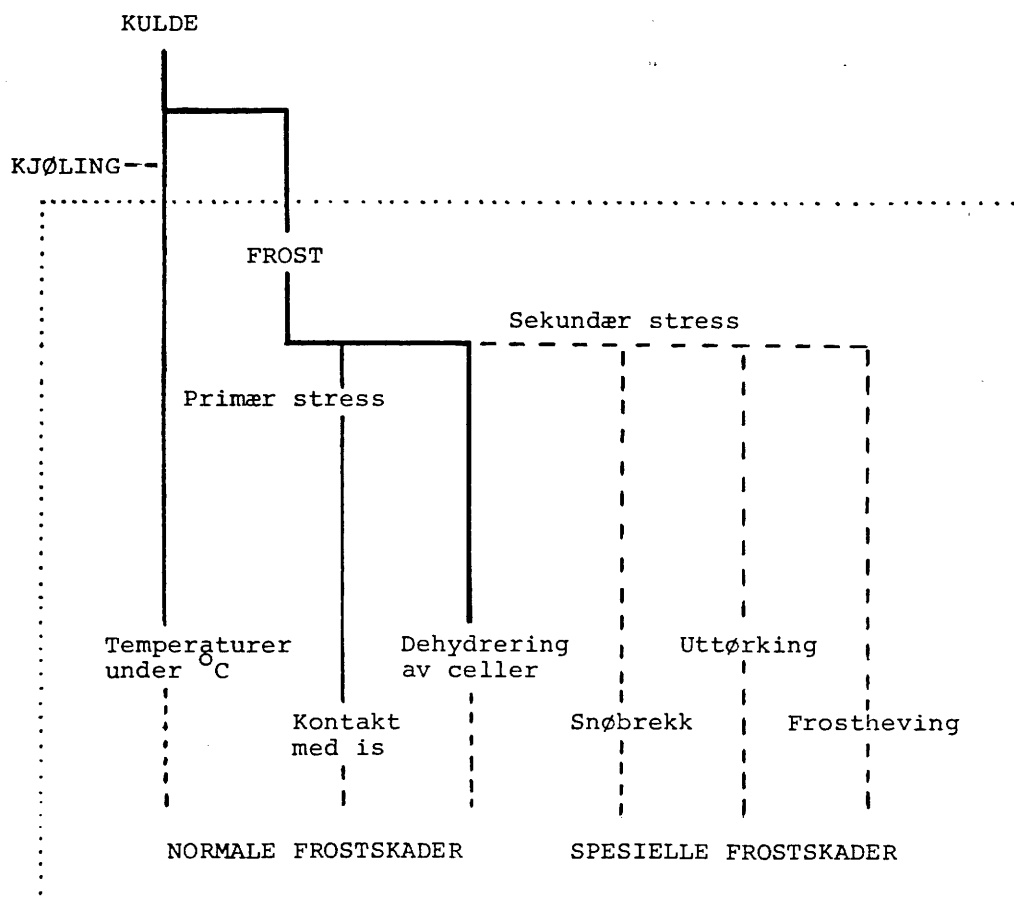 KULDE
KJØLING
FROST
Sekundær stress
Primær stress
Temperaturer
under °C
Dehydrering
av celler
Uttørking
Kontakt
med is
Snøbrekk
Frostheving
NORMALE FROSTSKADER
SPESIELLE FROSTSKADER